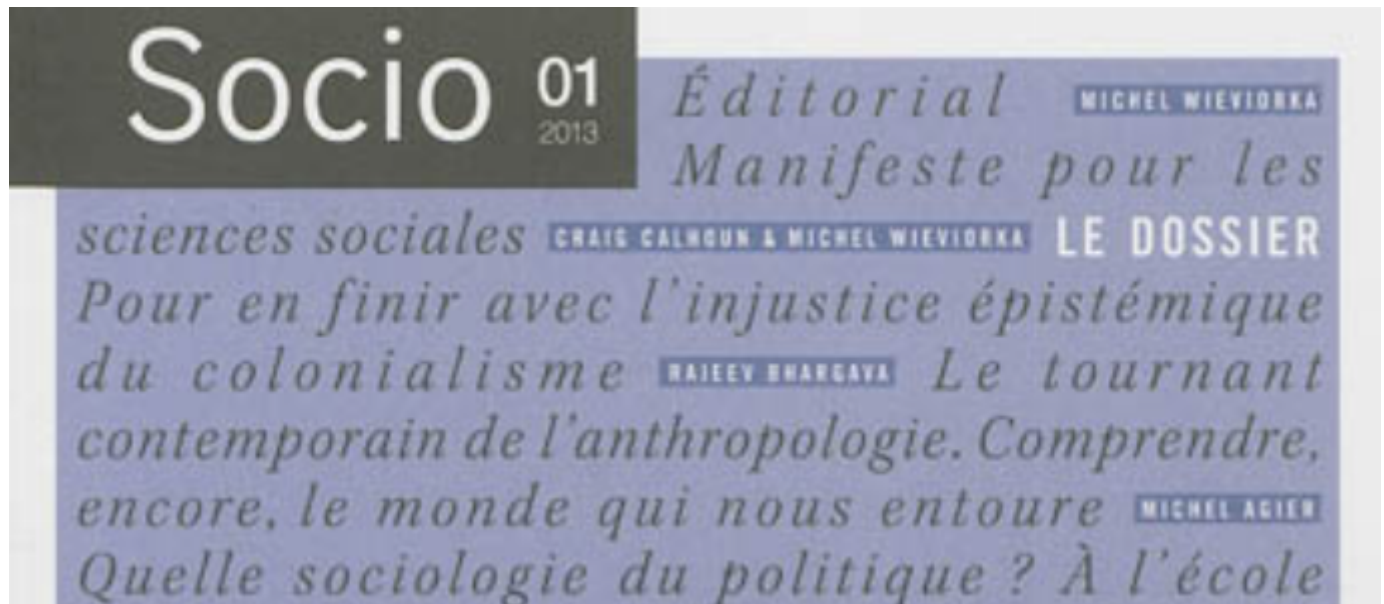 Socio 01
2013
Éditorial MICHEL WIEVIORKA
Manifeste pour les
sciences sociales CRAIG CALHOUN & MICHEL WIEVIORKA LE DOSSIER
Pour en finir avec l'injustice épistémique
du colonialisme RAJEEV BHARGAVA Le tournant
contemporain de l'anthropologie. Comprendre,
encore, le monde qui nous entoure MICHEL AGIER
Quelle sociologie du politique ? À l'école